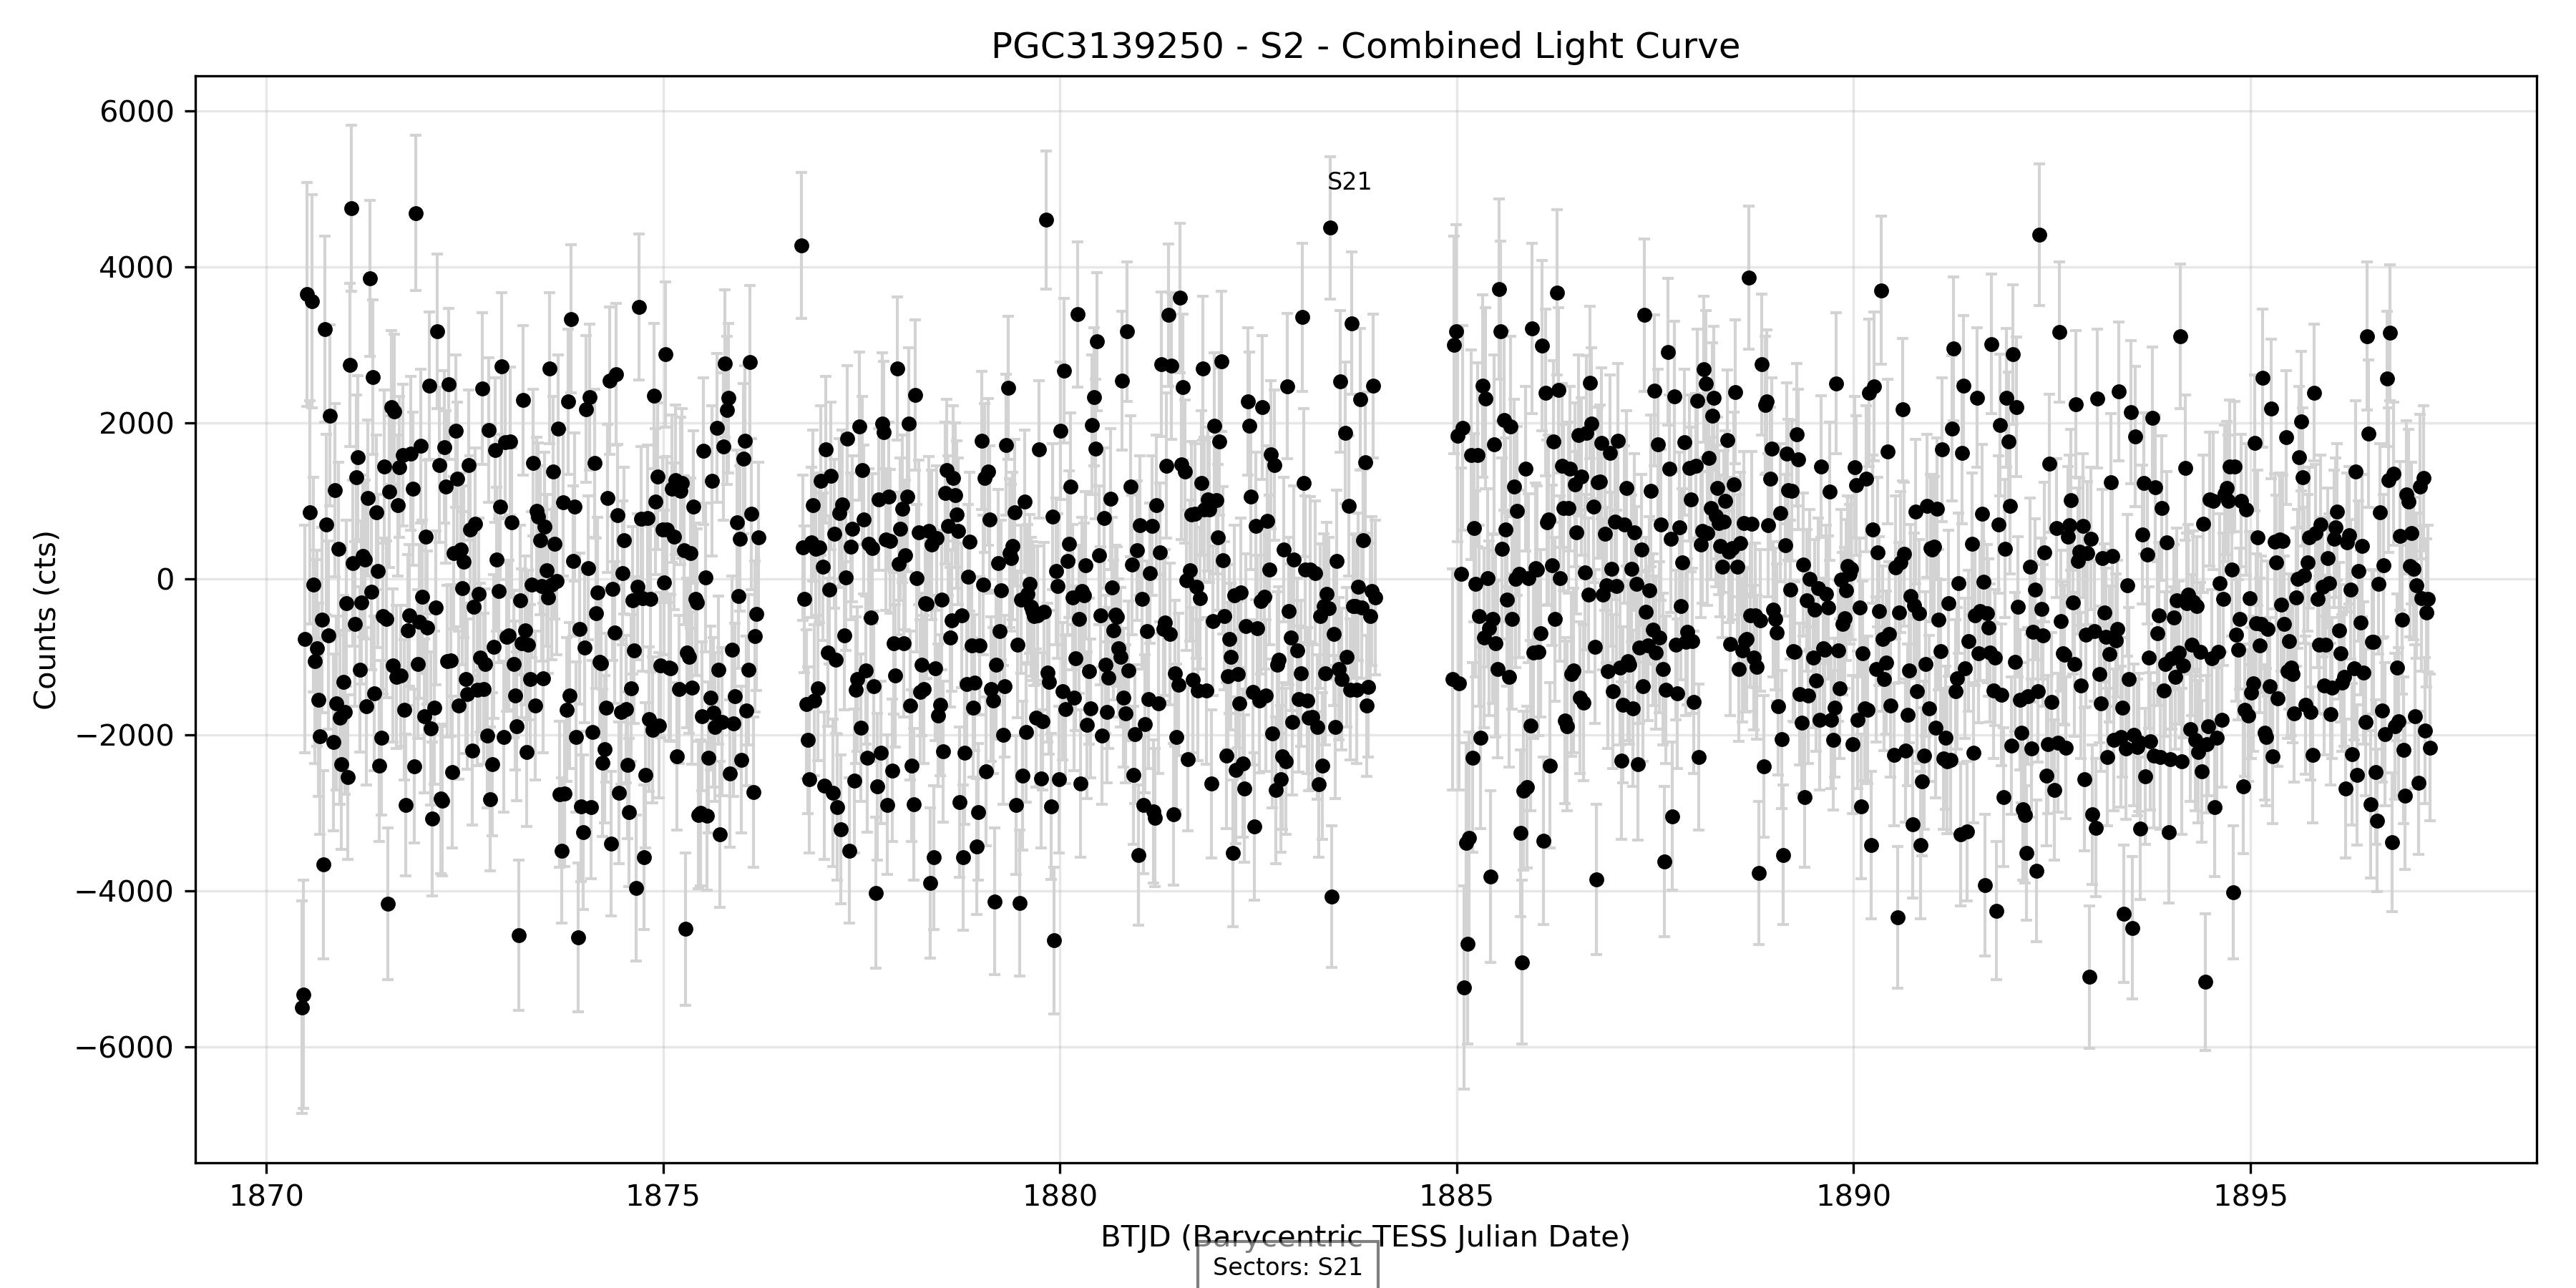 PGC3139250 - S2 - Combined Light Curve
6000
4000
2000
0
−2000
−4000
−6000
Counts (cts)
S21
1870
1875
1880
1885
1890
1895
BTJD (Barycentric TESS Julian Date)
Sectors: S21